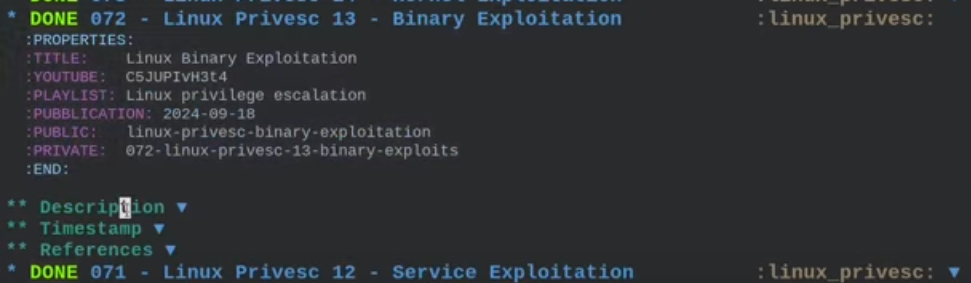 * DONE 072 - Linux Privesc 13 - Binary Exploitation :linux_privesc:
:PROPERTIES:
:TITLE: Linux Binary Exploitation
:YOUTUBE: C5JUPIvH3t4
:PLAYLIST: Linux privilege escalation
:PUBBLICATION: 2024-09-18
:PUBLIC: linux-privesc-binary-exploitation
:PRIVATE: 072-linux-privesc-13-binary-exploits
:END:
** Description ▼
** Timestamp ▼
** References ▼
* DONE 071 - Linux Privesc 12 - Service Exploitation :linux_privesc: ▼